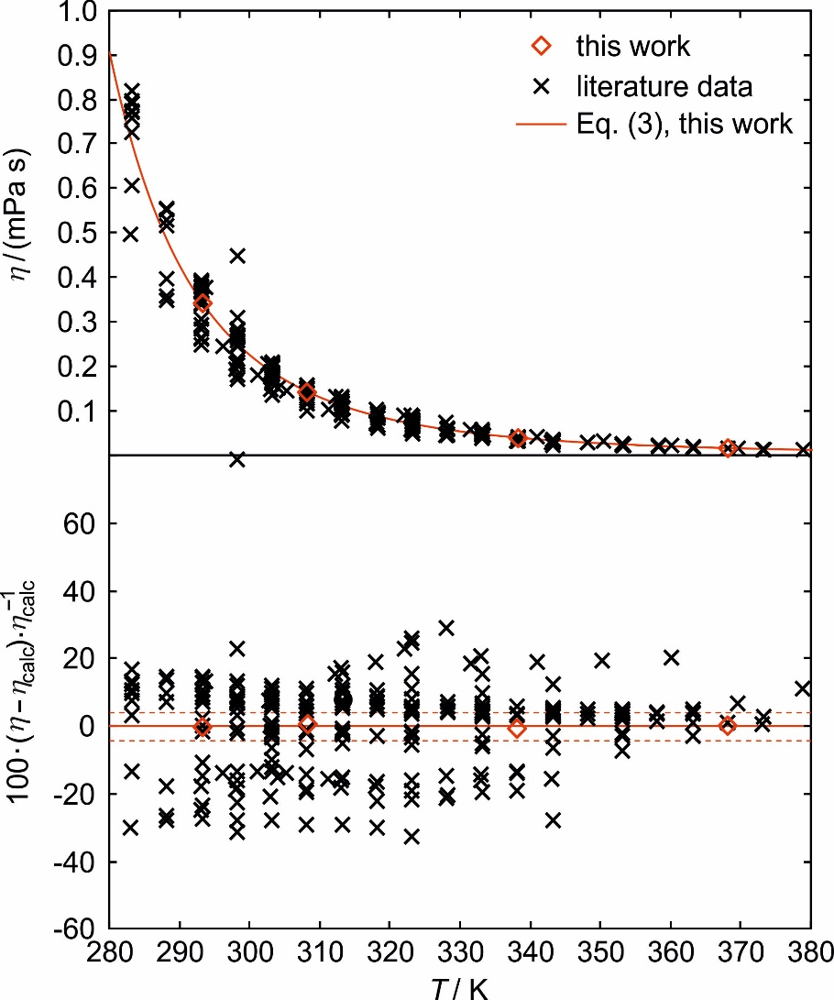 1.0
0.9
0.8
0.7
0.6
0.5
0.4
0.3
0.2
0.1
η / (mPa s)
this work
literature data
Eq. (3), this work
60
40
20
0
-20
-40
-60
100·(η − ηcalc)·ηcalc⁻¹
280 290 300 310 320 330 340 350 360 370 380
T / K